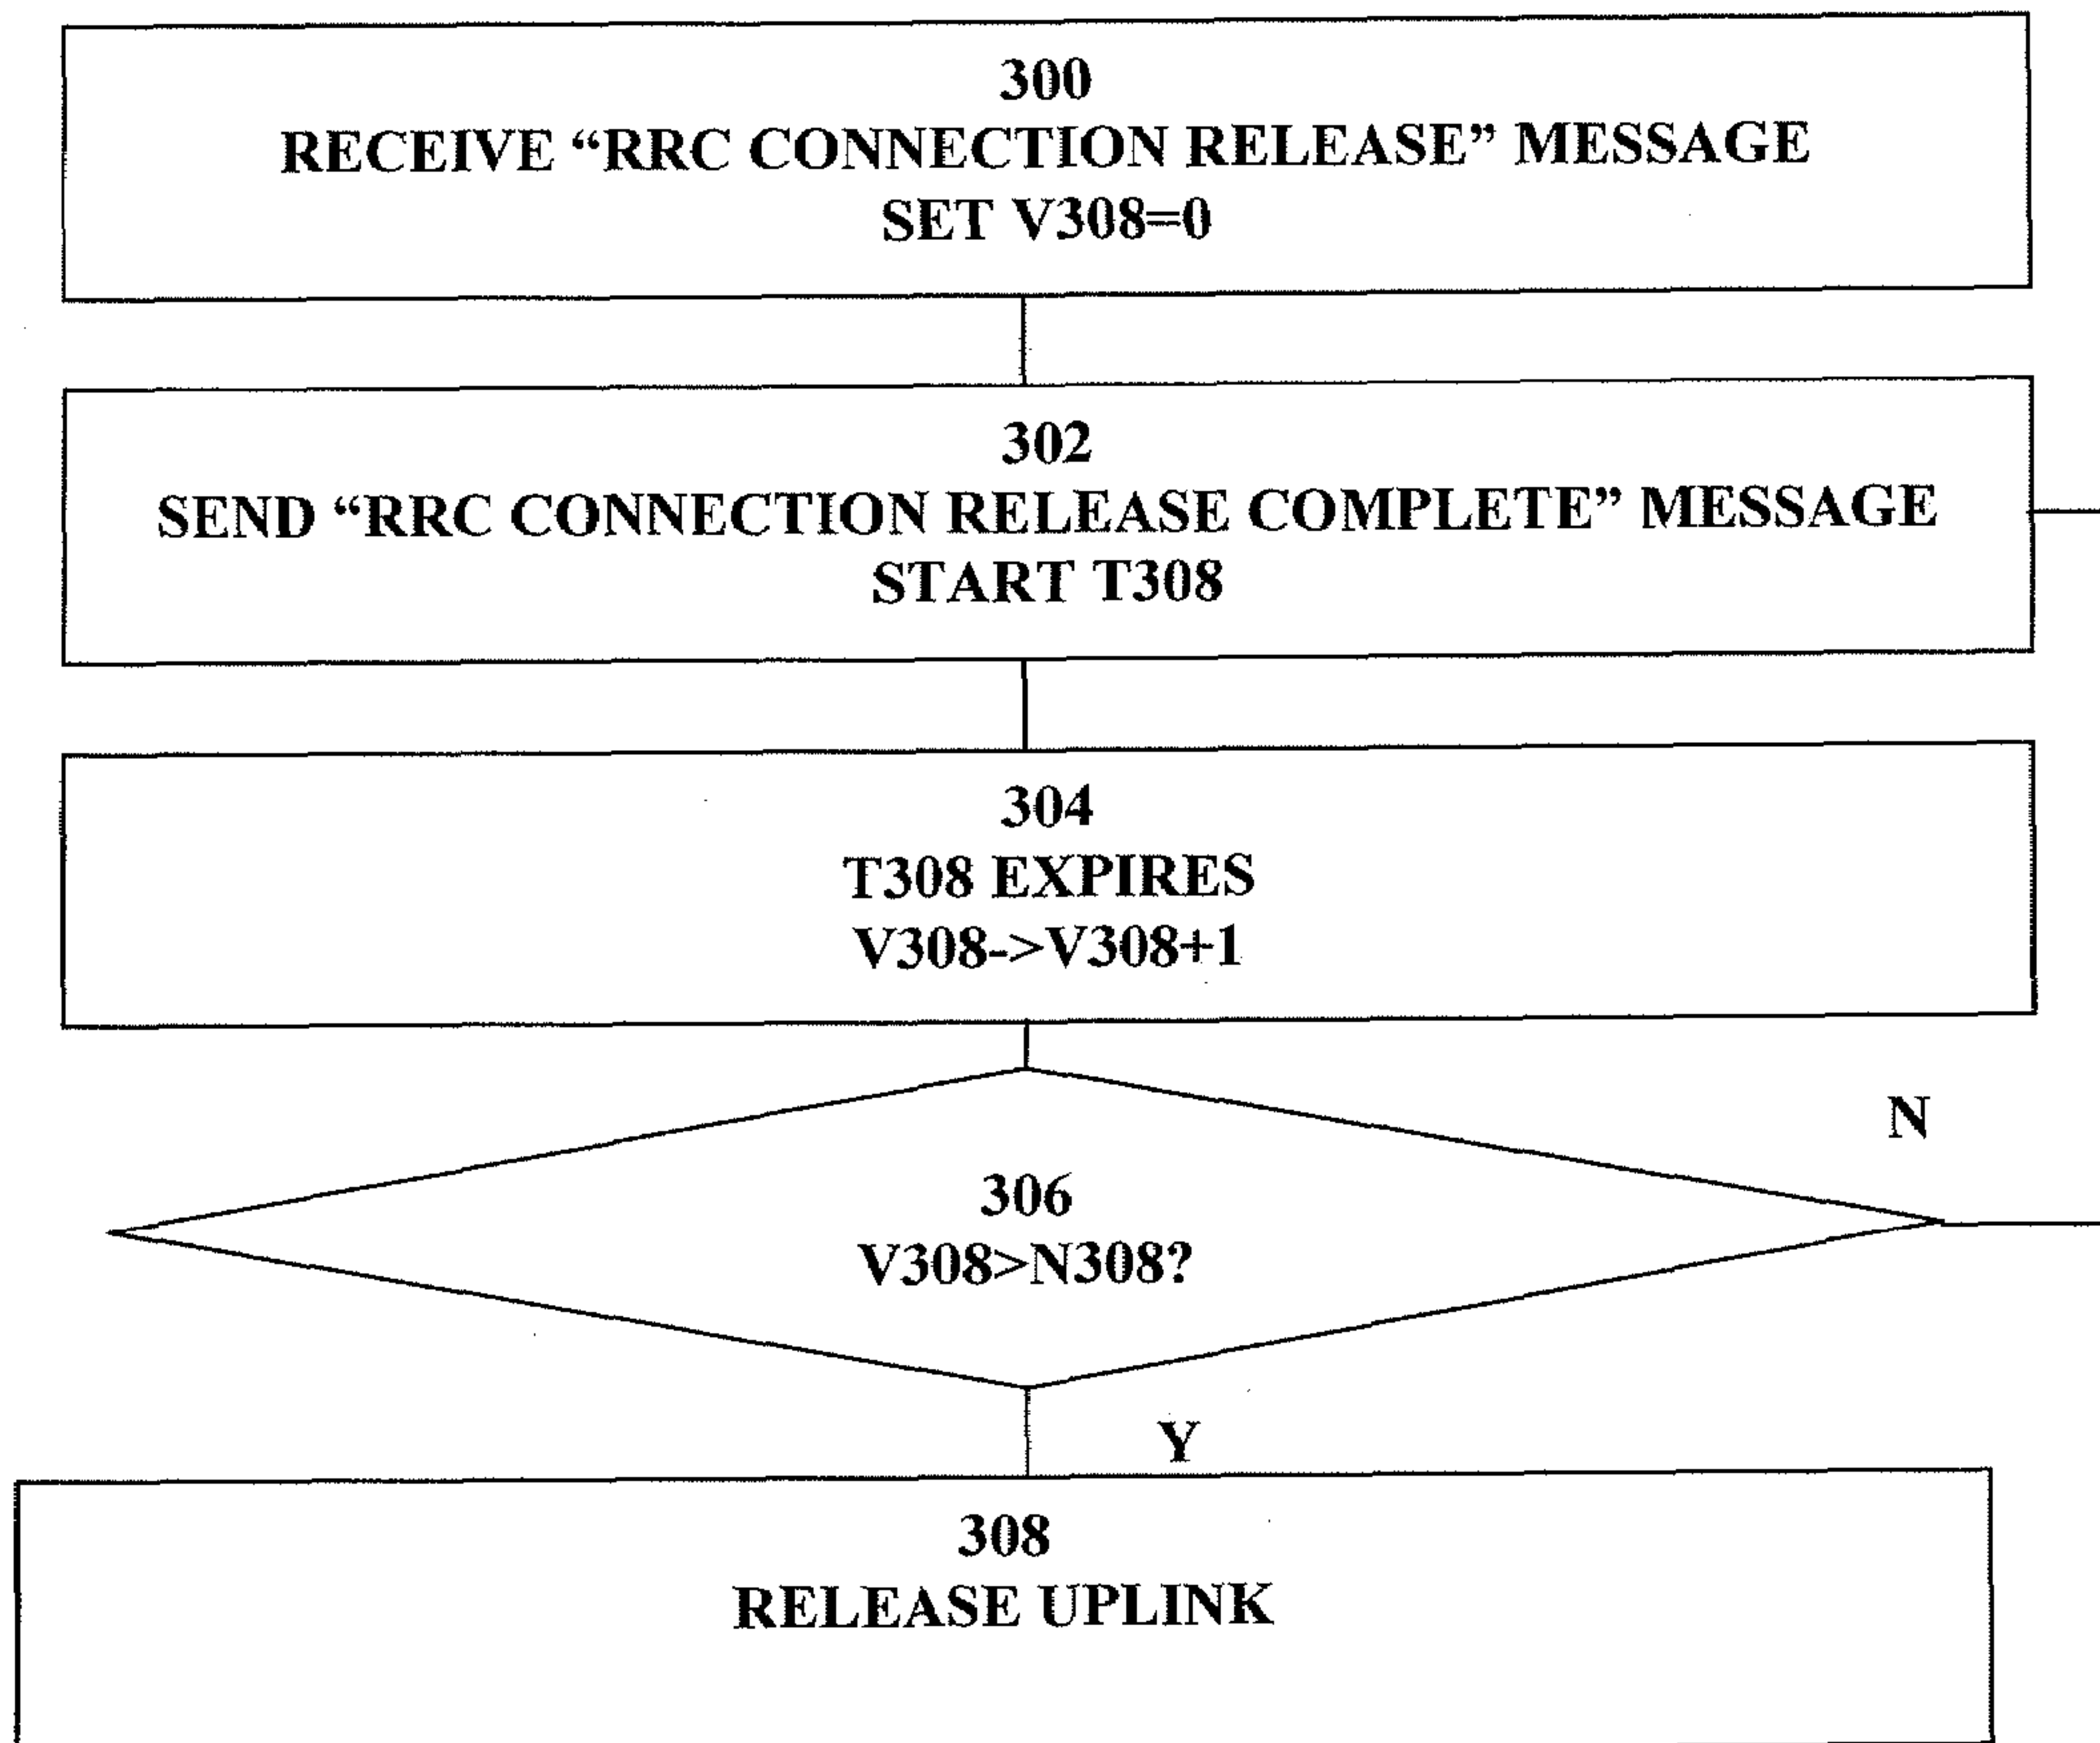 300
RECEIVE “RRC CONNECTION RELEASE” MESSAGE
SET V308=0
302
SEND “RRC CONNECTION RELEASE COMPLETE” MESSAGE
START T308
304
T308 EXPIRES
V308->V308+1
N
306
V308>N308?
Y
308
RELEASE UPLINK